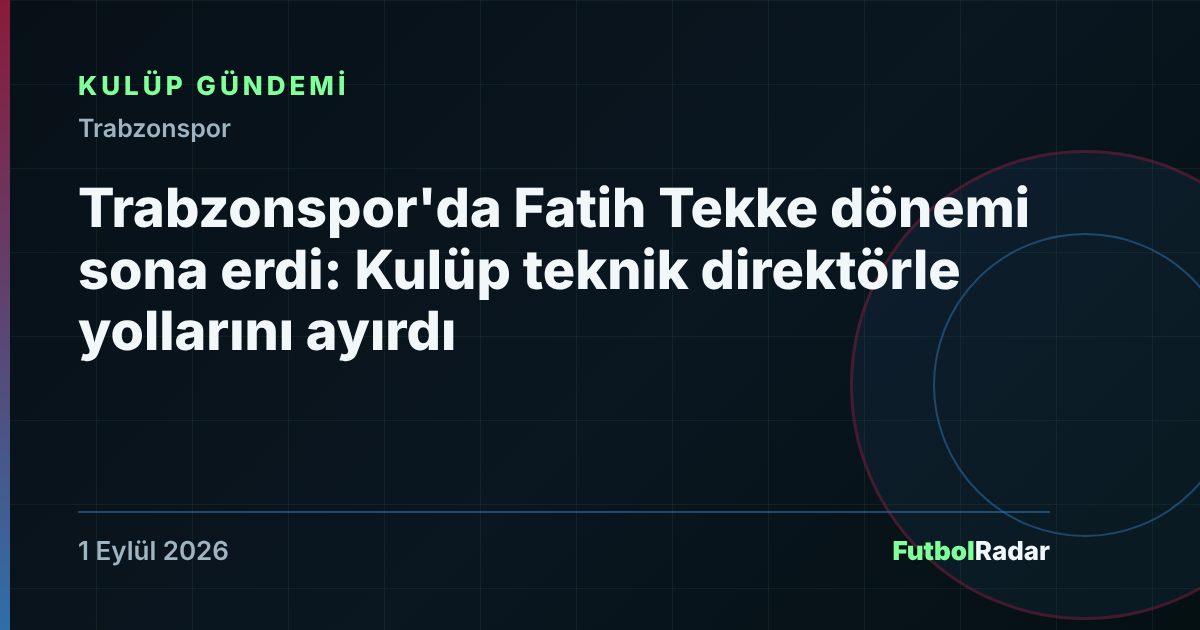 KULÜP GÜNDEMİ
Trabzonspor
Trabzonspor'da Fatih Tekke dönemi
sona erdi: Kulüp teknik direktörle
yollarını ayırdı
1 Eylül 2026
FutbolRadar